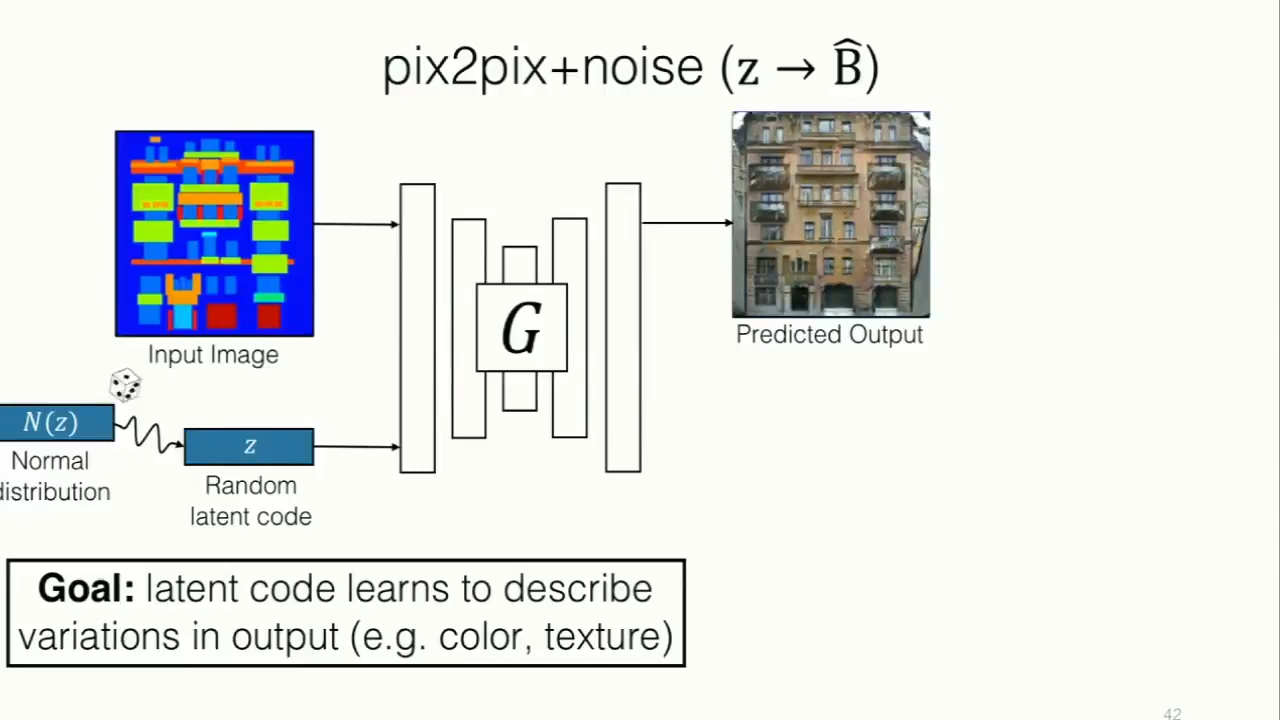 pix2pix+noise (z → B̂)
Input Image
Predicted Output
G
N(z)
Normal
distribution
z
Random
latent code
Goal: latent code learns to describe
variations in output (e.g. color, texture)
42